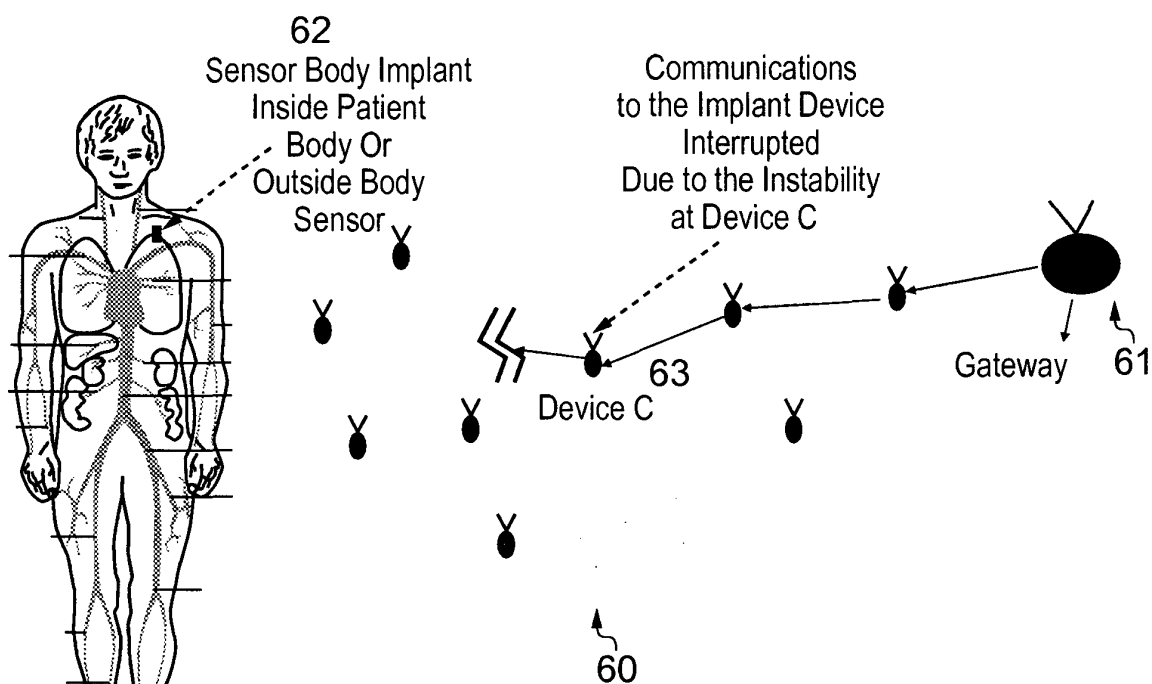 62
Sensor Body Implant
Inside Patient
Body Or
Outside Body
Sensor
Communications
to the Implant Device
Interrupted
Due to the Instability
at Device C
63
Device C
Gateway
61
60